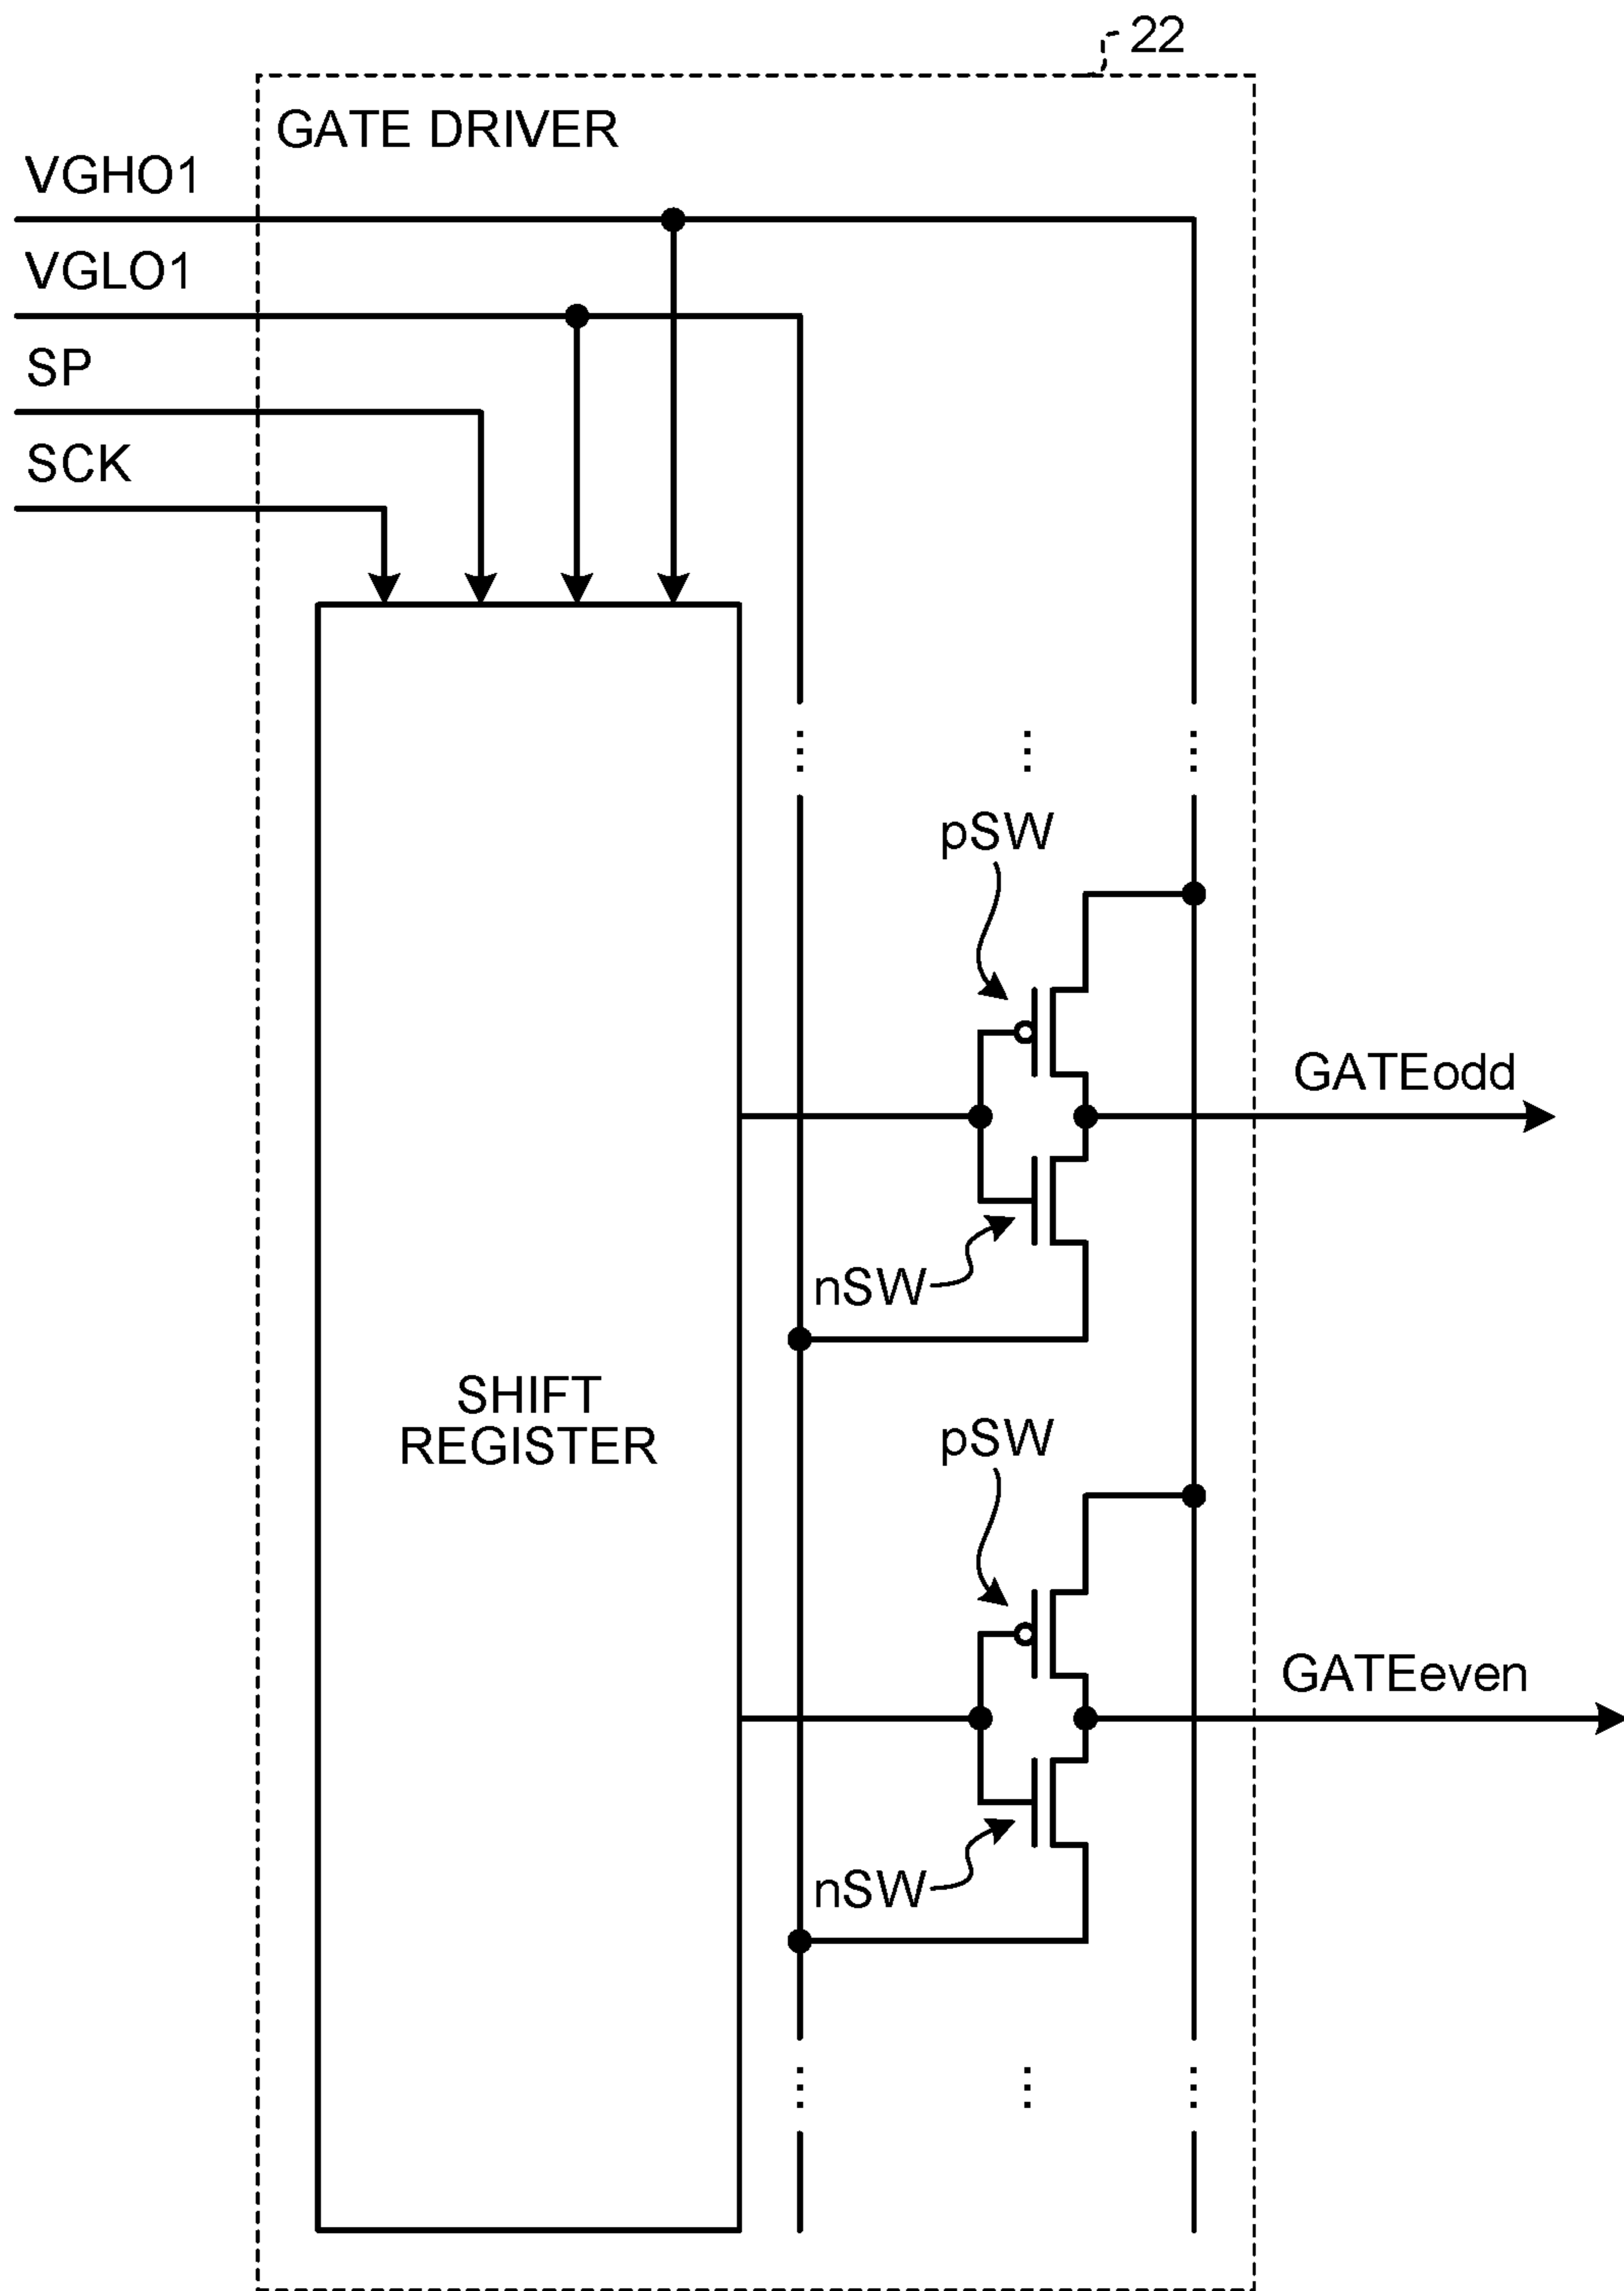 22
GATE DRIVER
VGHO1
VGLO1
SP
SCK
pSW
GATEodd
nSW
SHIFT
REGISTER
pSW
GATEeven
nSW